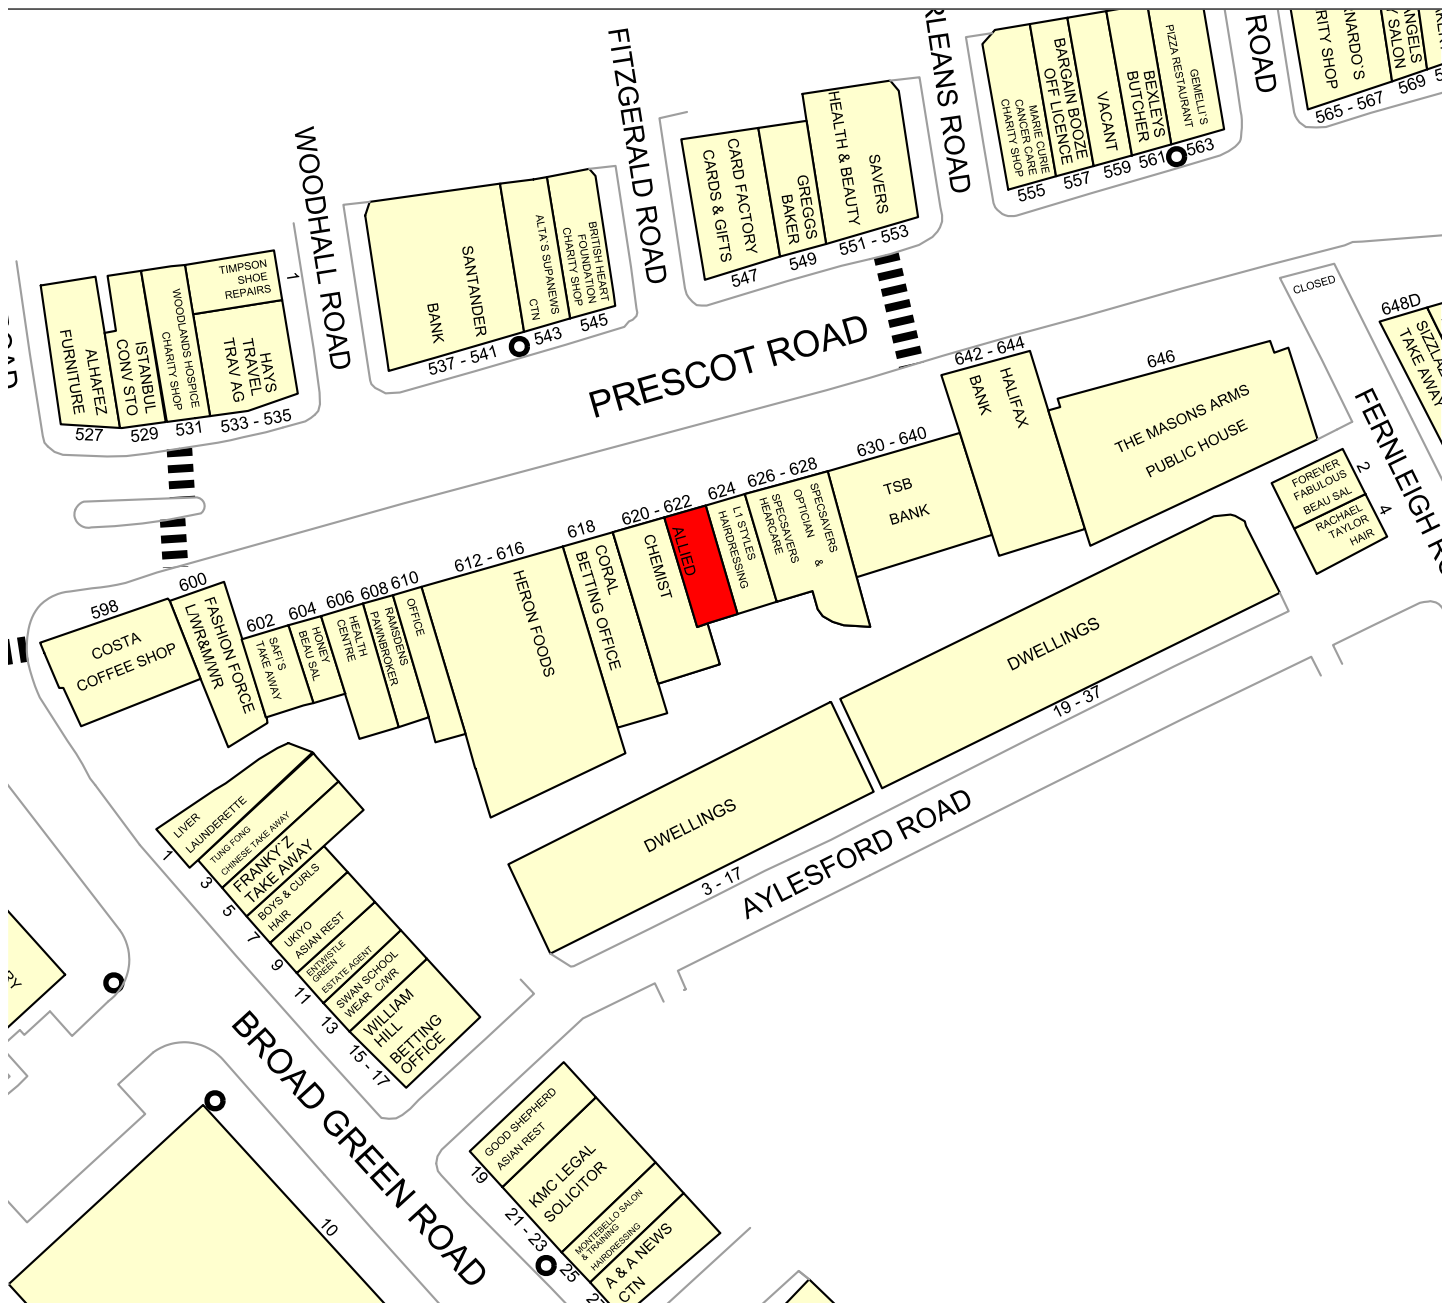 WOODHALL ROAD
FITZGERALD ROAD
RLEANS ROAD
ROAD
PRESCOT ROAD
FERNLEIGH R
AYLESFORD ROAD
BROAD GREEN ROAD
ALHAFEZ
FURNITURE
527
ISTANBUL
CONV STO
529
WOODLANDS HOSPICE
CHARITY SHOP
531
TIMPSON
SHOE
REPAIRS
1
HAYS
TRAVEL
TRAV AG
533 - 535
SANTANDER
BANK
537 - 541
ALTA`S SUPANEWS
CTN
543
BRITISH HEART
FOUNDATION
CHARITY SHOP
545
CARD FACTORY
CARDS & GIFTS
547
GREGGS
BAKER
549
SAVERS
HEALTH & BEAUTY
551 - 553
MARIE CURIE
CANCER CARE
CHARITY SHOP
555
BARGAIN BOOZE
OFF LICENCE
557
VACANT
559
BEXLEYS
BUTCHER
561
GEMELLI'S
PIZZA RESTAURANT
563
RITY SHOP
NARDO`S
565 - 567
ANGELS
Y SALON
569
CLOSED
648D
TAKE AWAY
598
COSTA
COFFEE SHOP
600
FASHION FORCE
L/WR&M/WR
602
SAFI`S
TAKE AWAY
604
HONEY
BEAU SAL
606
HEALTH
CENTRE
608
RAMSDENS
PAWNBROKER
610
OFFICE
612 - 616
HERON FOODS
618
CORAL
BETTING OFFICE
620 - 622
CHEMIST
ALLIED
624
L1 STYLES
HAIRDRESSING
626 - 628
SPECSAVERS
OPTICIAN &
SPECSAVERS
HEARCARE
630 - 640
TSB
BANK
642 - 644
HALIFAX
BANK
646
THE MASONS ARMS
PUBLIC HOUSE
FOREVER
FABULOUS
BEAU SAL
2
RACHAEL
TAYLOR
HAIR
4
DWELLINGS
19 - 37
DWELLINGS
3 - 17
LIVER
LAUNDERETTE
1
TUNG FONG
CHINESE TAKE AWAY
3
FRANKY`Z
TAKE AWAY
5
BOYS & CURLS
HAIR
7
UKIYO
ASIAN REST
9
ENTWISTLE
GREEN
ESTATE AGENT
11
SWAN SCHOOL
WEAR C/WR
13
WILLIAM
HILL
BETTING
OFFICE
15 - 17
GOOD SHEPHERD
ASIAN REST
19
KMC LEGAL
SOLICITOR
21 - 23
MONTEBELLO SALON
& TRAINING
HAIRDRESSING
25
A & A NEWS
CTN
10